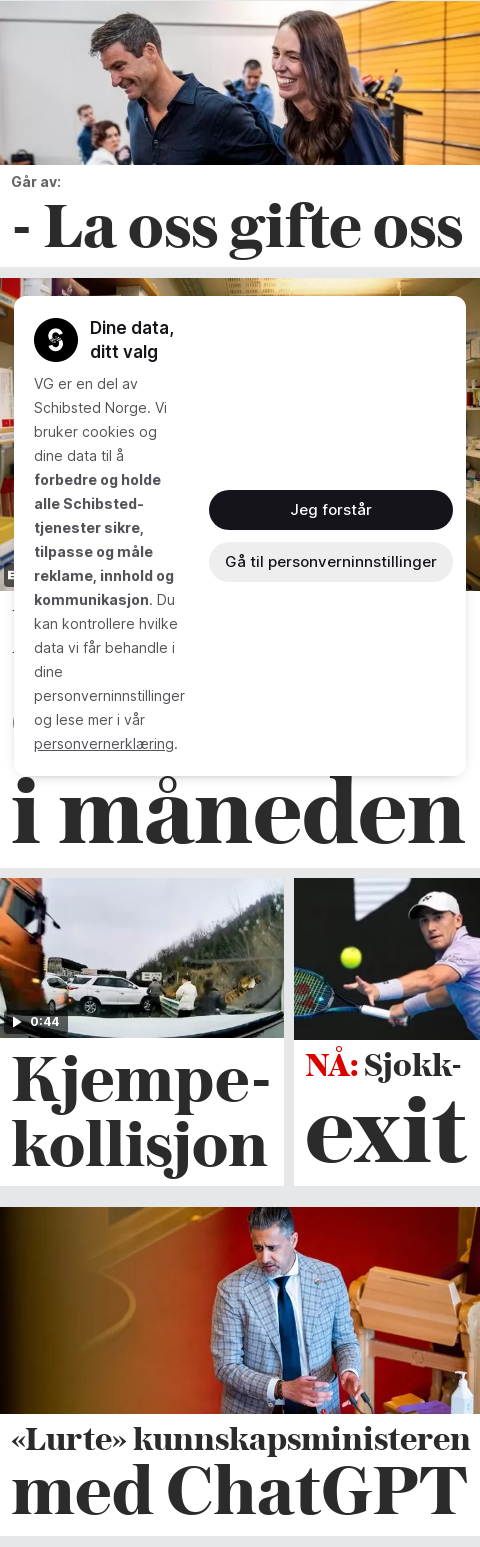 Går av:
- La oss gifte oss
Dine data,
ditt valg
VG er en del av
Schibsted Norge. Vi
bruker cookies og
dine data til å
forbedre og holde
alle Schibsted-
tjenester sikre,
tilpasse og måle
reklame, innhold og
kommunikasjon. Du
kan kontrollere hvilke
data vi får behandle i
dine
personverninnstillinger
og lese mer i vår
personvernerklæring.
Jeg forstår
Gå til personverninnstillinger
i måneden
0:44
Kjempe-
kollisjon
NÅ: Sjokk-
exit
«Lurte» kunnskapsministeren
med ChatGPT